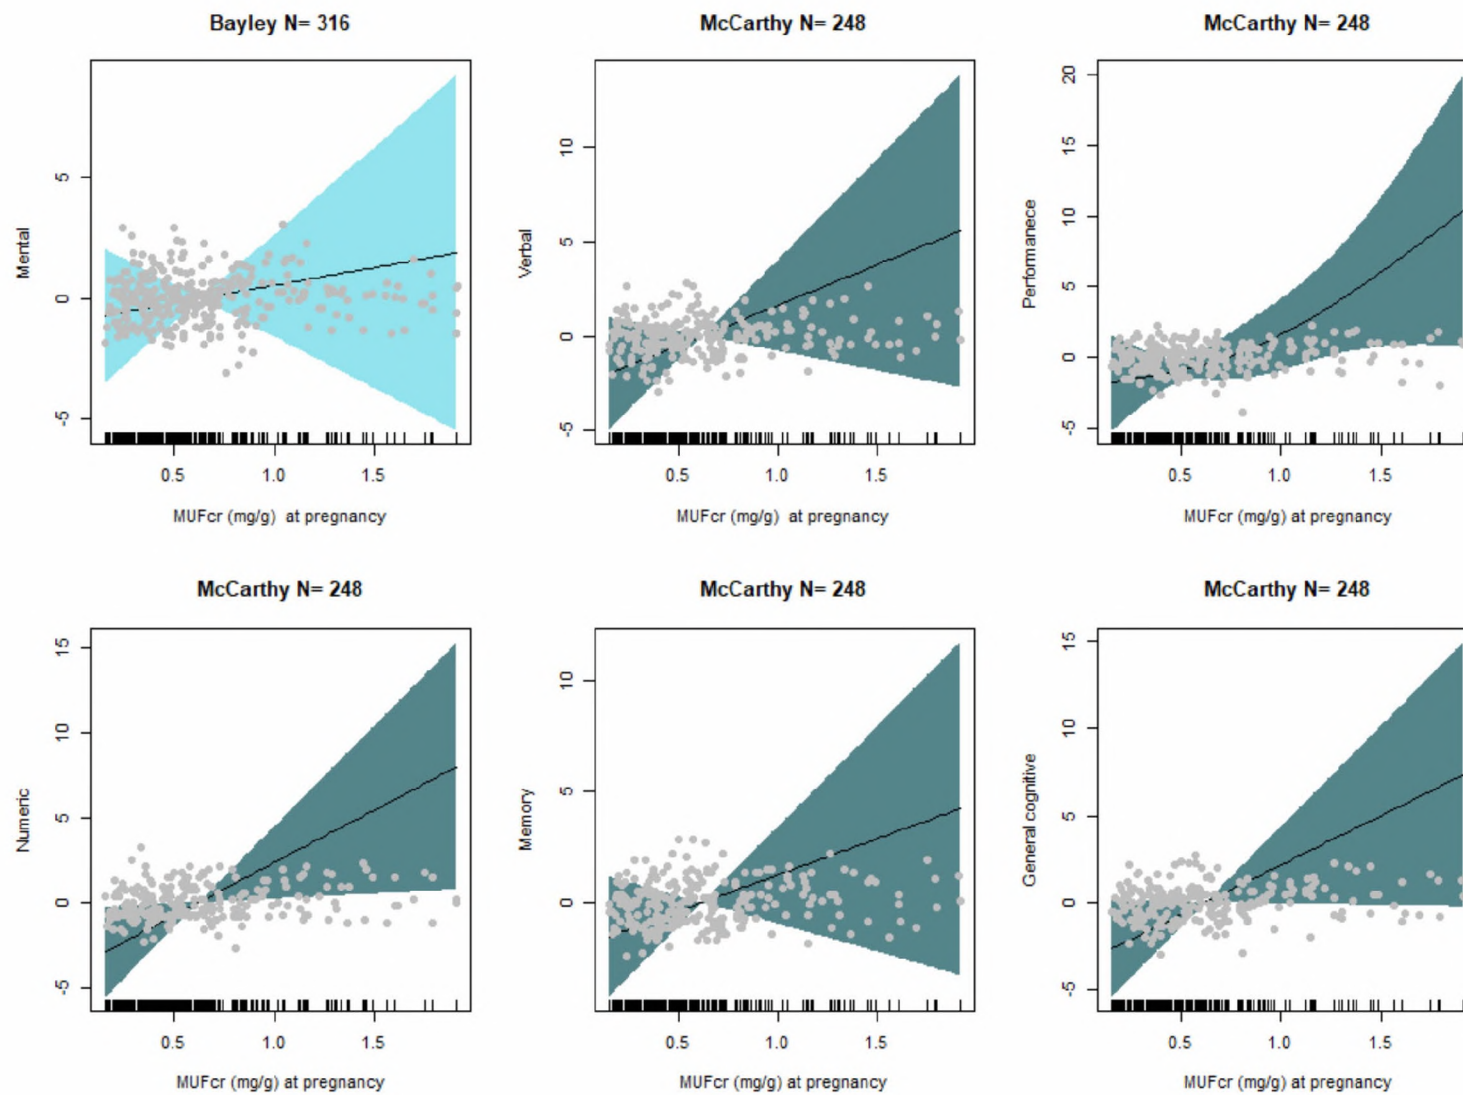 Bayley N= 316
McCarthy N= 248
McCarthy N= 248
Mental
5
0
-5
0.5 1.0 1.5
MUFcr (mg/g) at pregnancy
Verbal
10
5
0
-5
0.5 1.0 1.5
MUFcr (mg/g) at pregnancy
Performanece
20
15
10
5
0
-5
0.5 1.0 1.5
MUFcr (mg/g) at pregnancy
McCarthy N= 248
McCarthy N= 248
McCarthy N= 248
Numeric
15
10
5
0
-5
0.5 1.0 1.5
MUFcr (mg/g) at pregnancy
Memory
10
5
0
0.5 1.0 1.5
MUFcr (mg/g) at pregnancy
General cognitive
15
10
5
0
-5
0.5 1.0 1.5
MUFcr (mg/g) at pregnancy